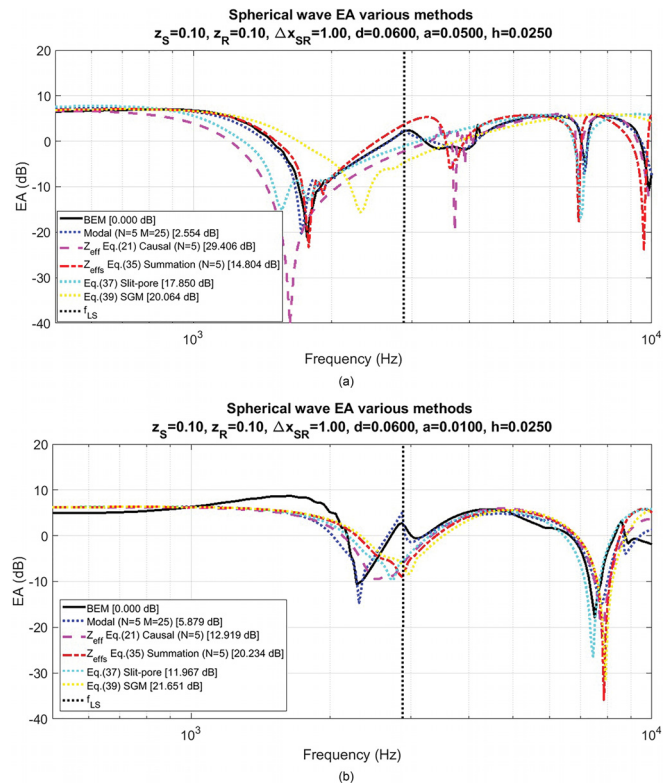 Spherical wave EA various methods
z_S=0.10, z_R=0.10, Δx_SR=1.00, d=0.0600, a=0.0500, h=0.0250
20
10
0
-10
-20
-30
-40
EA (dB)
BEM [0.000 dB]
Modal (N=5 M=25) [2.554 dB]
Z_eff Eq.(21) Causal (N=5) [29.406 dB]
Z_effs Eq.(35) Summation (N=5) [14.804 dB]
Eq.(37) Slit-pore [17.850 dB]
Eq.(39) SGM [20.064 dB]
f_LS
10^3
10^4
Frequency (Hz)
(a)
Spherical wave EA various methods
z_S=0.10, z_R=0.10, Δx_SR=1.00, d=0.0600, a=0.0100, h=0.0250
20
10
0
-10
-20
-30
-40
EA (dB)
BEM [0.000 dB]
Modal (N=5 M=25) [5.879 dB]
Z_eff Eq.(21) Causal (N=5) [12.919 dB]
Z_effs Eq.(35) Summation (N=5) [20.234 dB]
Eq.(37) Slit-pore [11.967 dB]
Eq.(39) SGM [21.651 dB]
f_LS
10^3
10^4
Frequency (Hz)
(b)